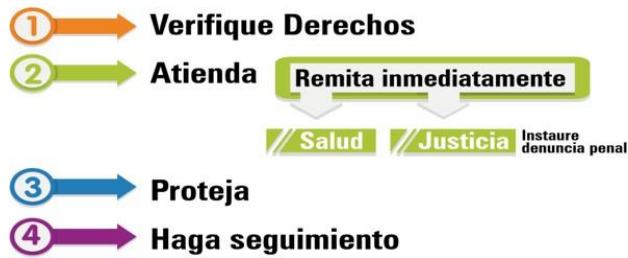 1 Verifique Derechos
2 Atienda Remita inmediatamente
Salud Justicia Instaure
denuncia penal
3 Proteja
4 Haga seguimiento